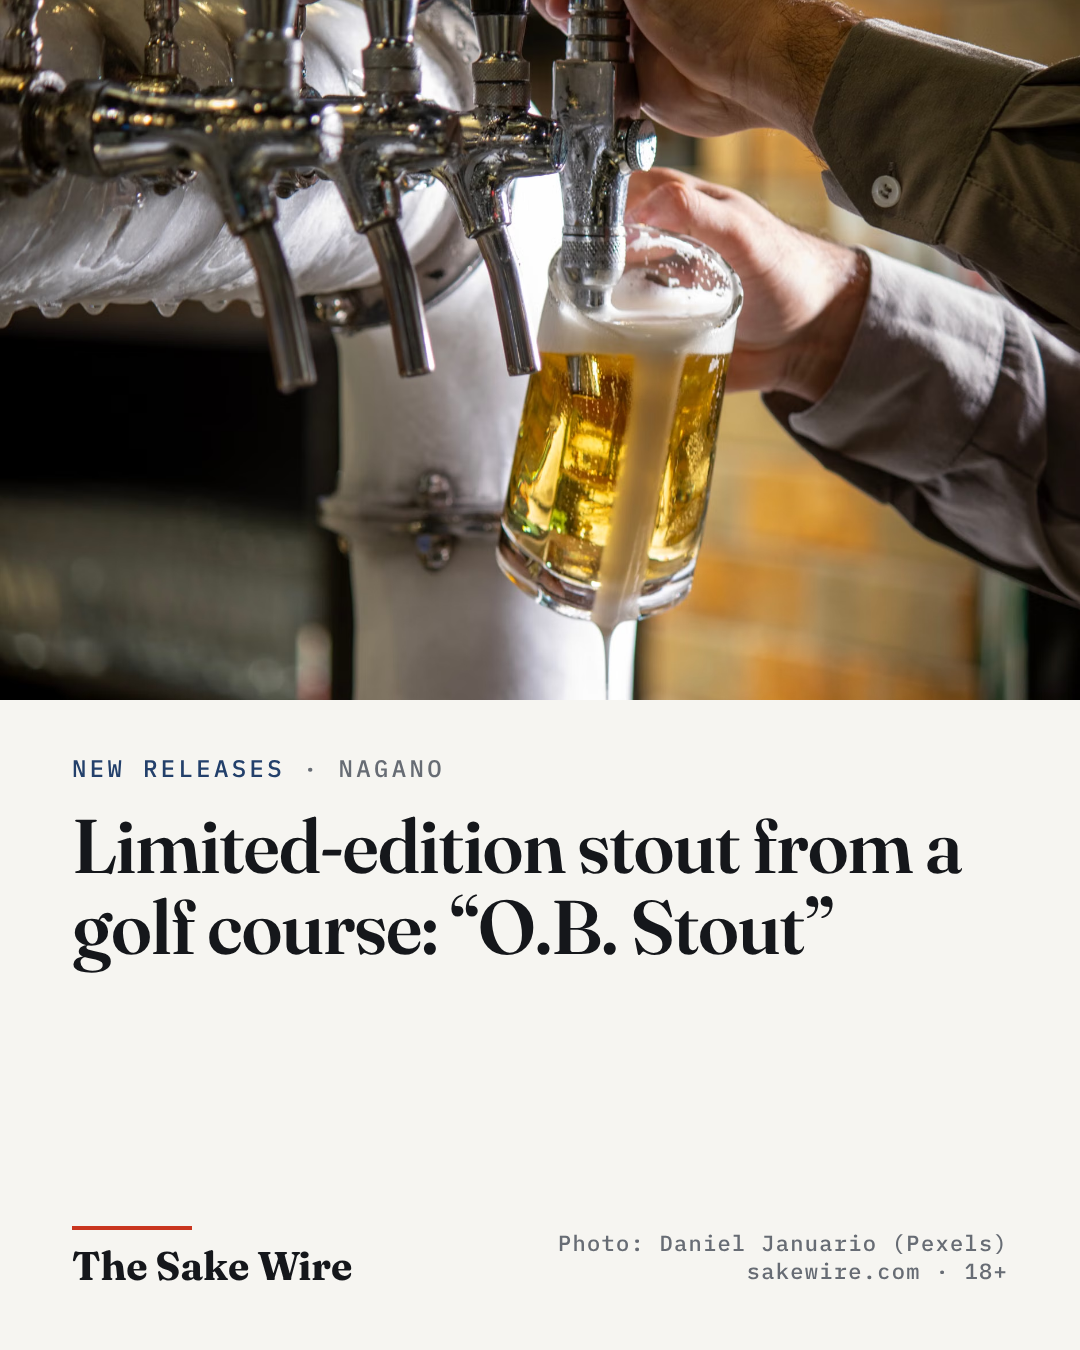 NEW RELEASES · NAGANO
Limited-edition stout from a
golf course: “O.B. Stout”
The Sake Wire
Photo: Daniel Januario (Pexels)
sakewire.com · 18+